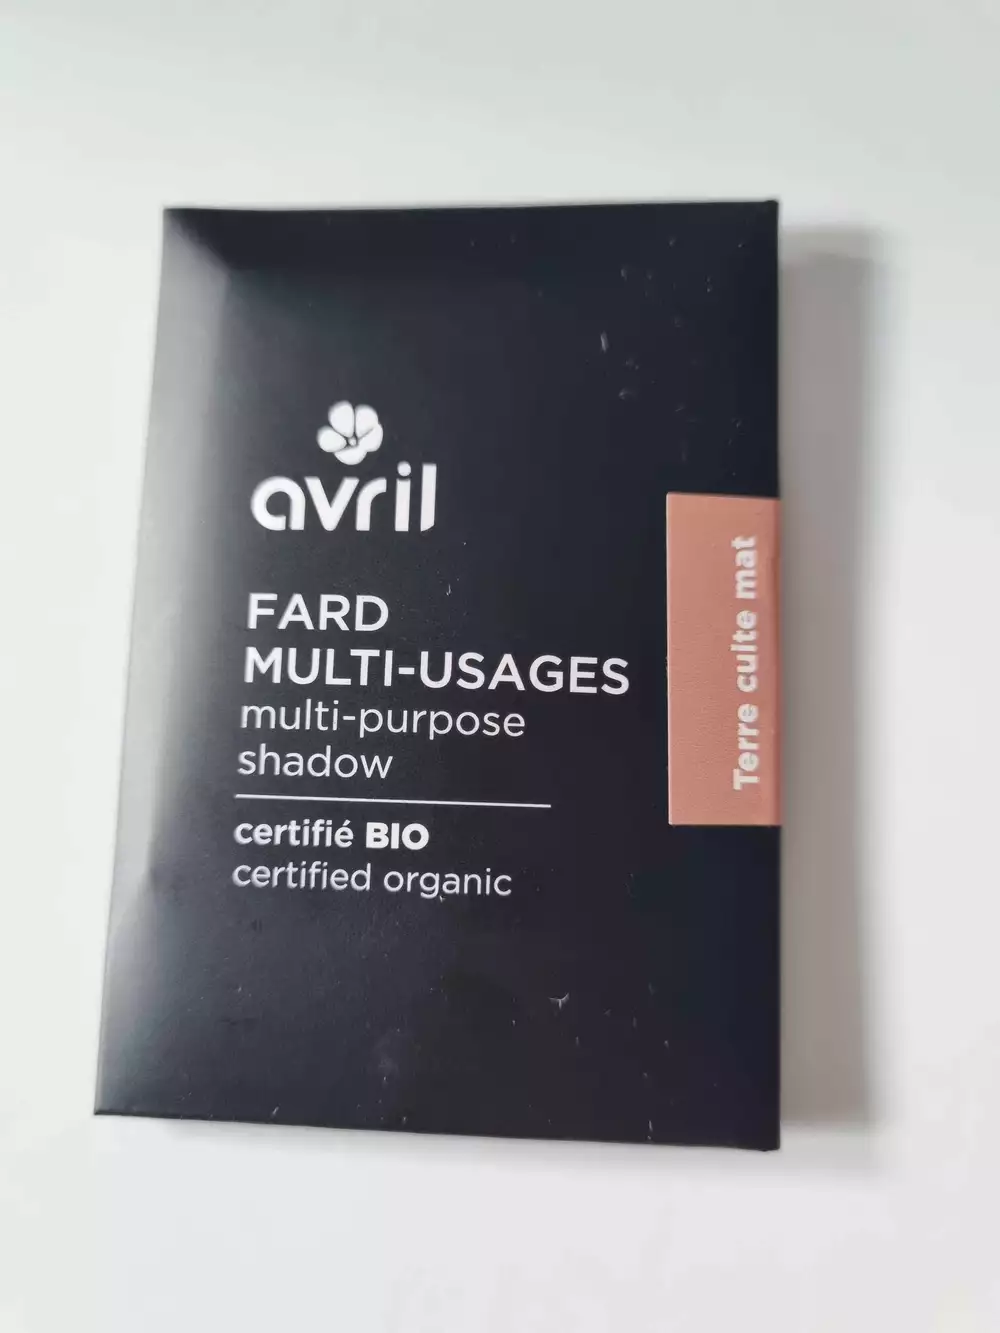 avril
FARD
MULTI-USAGES
multi-purpose
shadow
certifié BIO
certified organic
Terre cuite mat